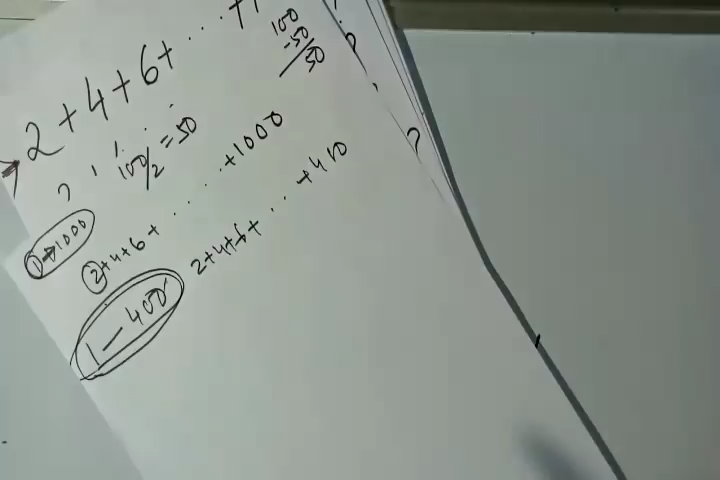 2+4+6+ ...... +
100
-50/50
100/2 = 50
1→1000
2+4+6+ ...... +1000
1 — 400
2+4+6+ ... +400
?
?